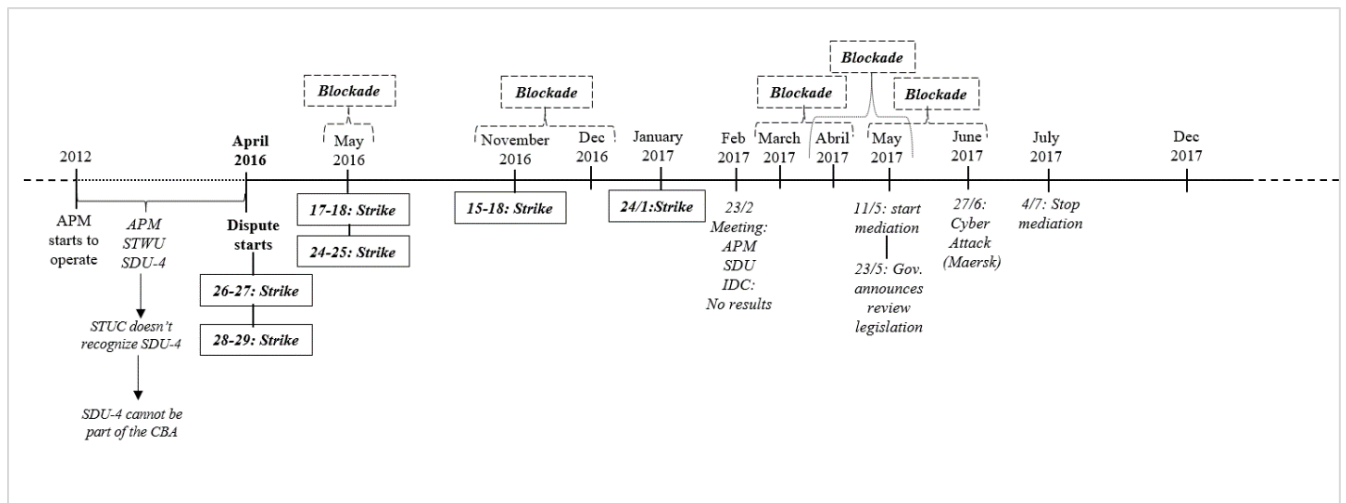 Blockade
Blockade
Blockade
Blockade
Blockade
2012
April
2016
May
2016
November
2016
Dec
2016
January
2017
Feb
2017
March
2017
Abril
2017
May
2017
June
2017
July
2017
Dec
2017
APM
starts to
operate
APM
STWU
SDU-4
STUC doesn't
recognize SDU-4
SDU-4 cannot be
part of the CBA
Dispute
starts
26-27: Strike
28-29: Strike
17-18: Strike
24-25: Strike
15-18: Strike
24/1:Strike
23/2
Meeting:
APM
SDU
IDC:
No results
11/5: start
mediation
23/5: Gov.
announces
review
legislation
27/6:
Cyber
Attack
(Maersk)
4/7: Stop
mediation